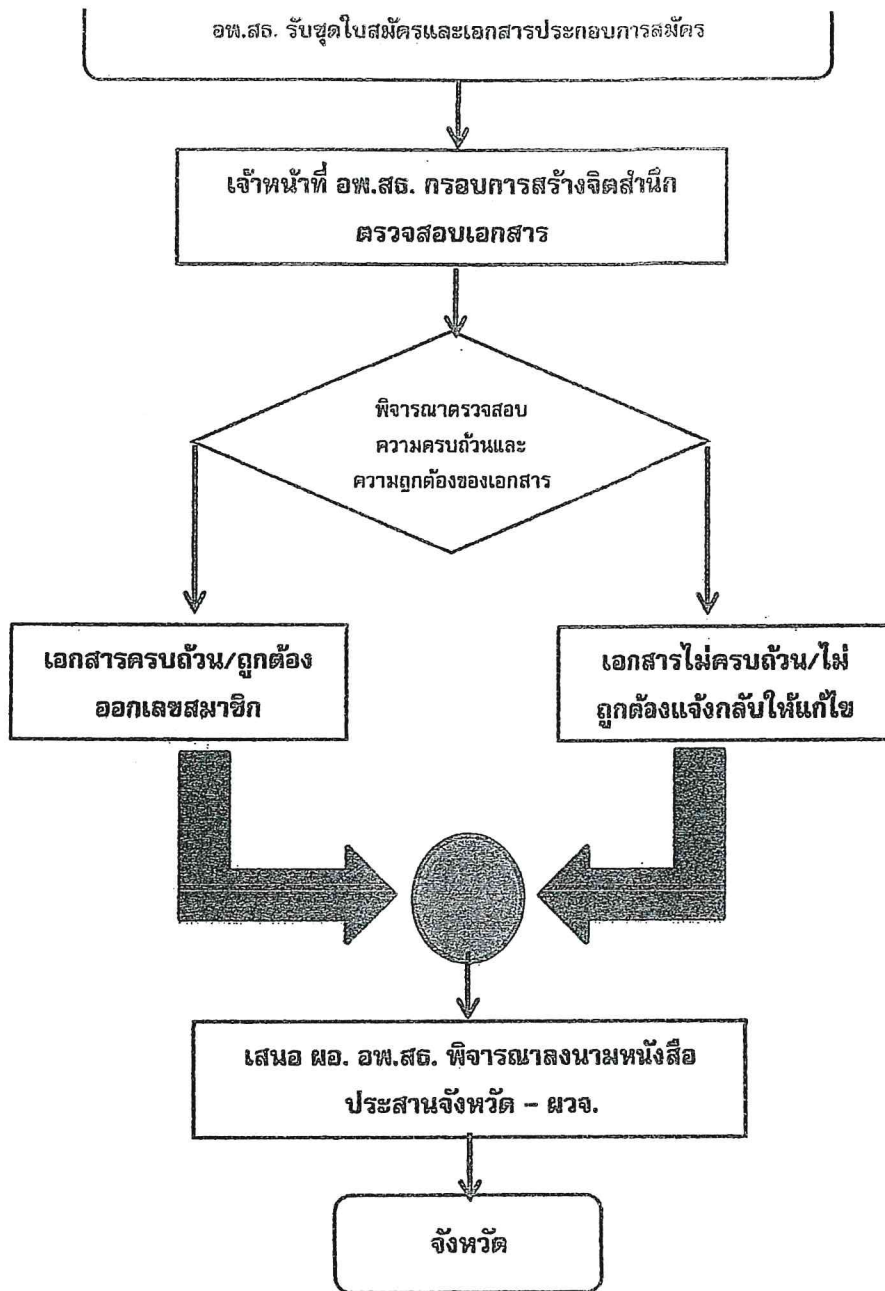 อพ.สธ. รับชุดใบสมัครและเอกสารประกอบการสมัคร
เจ้าหน้าที่ อพ.สธ. กรอบการสร้างจิตสำนึก
ตรวจสอบเอกสาร
พิจารณาตรวจสอบ
ความครบถ้วนและ
ความถูกต้องของเอกสาร
เอกสารครบถ้วน/ถูกต้อง
ออกเลขสมาชิก
เอกสารไม่ครบถ้วน/ไม่
ถูกต้องแจ้งกลับให้แก้ไข
เสนอ ผอ. อพ.สธ. พิจารณาลงนามหนังสือ
ประสานจังหวัด – ผวจ.
จังหวัด